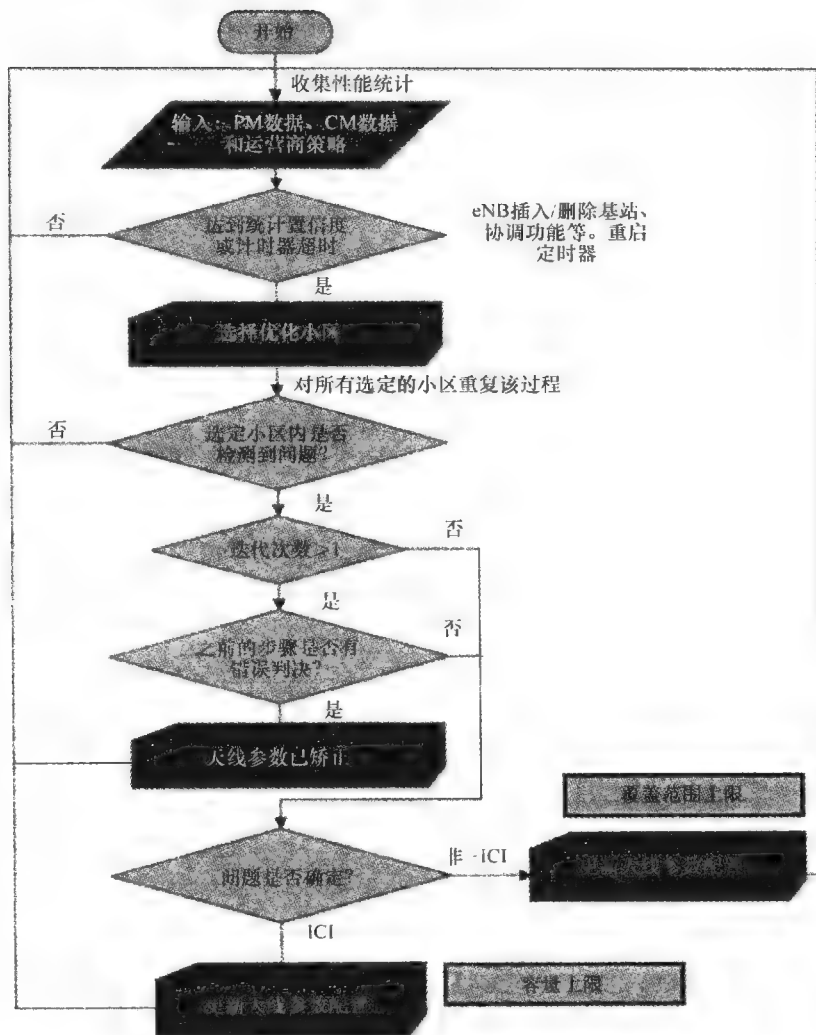 开始
收集性能统计
输入：PM数据、CM数据
和运营商策略
否
达到统计置信度
或计时器超时
eNB插入/删除基站、
协调功能等。重启
定时器
是
选择优化小区
对所有选定的小区重复该过程
否
选定小区内是否
检测到问题?
是
迭代次数>1
否
是
之前的步骤是否有
错误判决?
否
是
天线参数已矫正
覆盖范围上限
问题是否确定?
非-ICI
ICI
容量上限